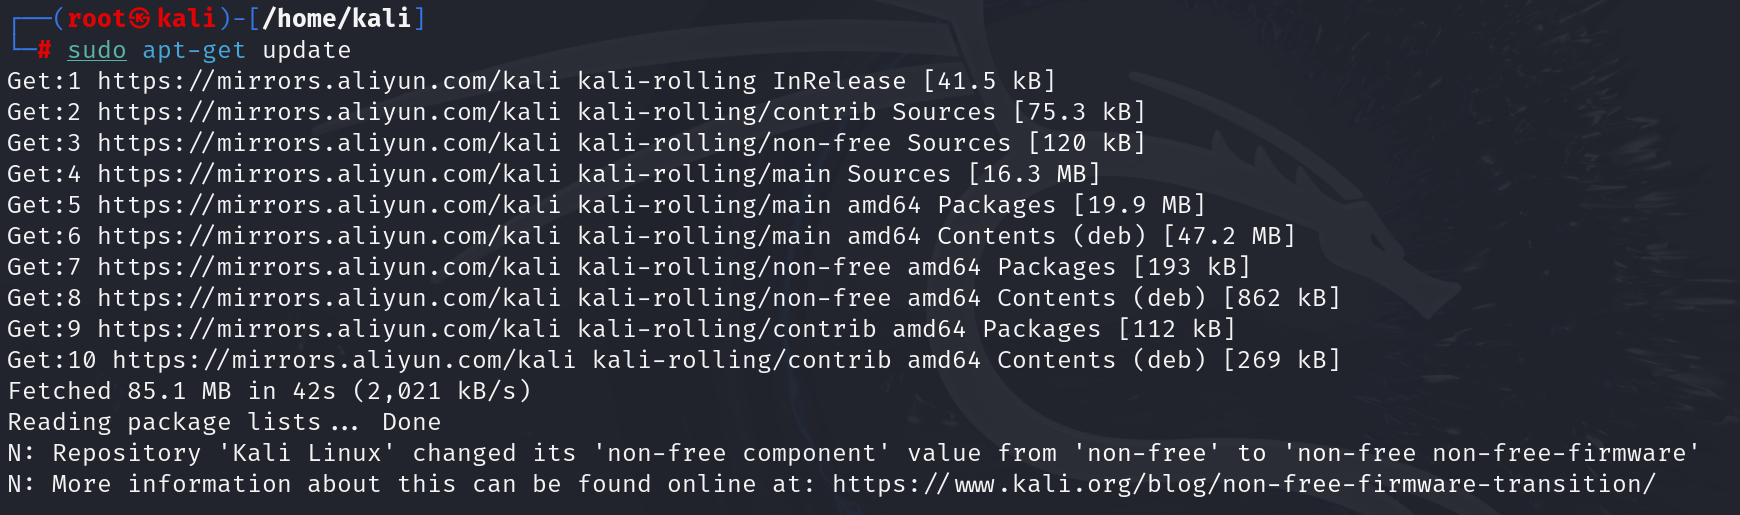 ┌──(root㉿kali)-[/home/kali]
└─# sudo apt-get update
Get:1 https://mirrors.aliyun.com/kali kali-rolling InRelease [41.5 kB]
Get:2 https://mirrors.aliyun.com/kali kali-rolling/contrib Sources [75.3 kB]
Get:3 https://mirrors.aliyun.com/kali kali-rolling/non-free Sources [120 kB]
Get:4 https://mirrors.aliyun.com/kali kali-rolling/main Sources [16.3 MB]
Get:5 https://mirrors.aliyun.com/kali kali-rolling/main amd64 Packages [19.9 MB]
Get:6 https://mirrors.aliyun.com/kali kali-rolling/main amd64 Contents (deb) [47.2 MB]
Get:7 https://mirrors.aliyun.com/kali kali-rolling/non-free amd64 Packages [193 kB]
Get:8 https://mirrors.aliyun.com/kali kali-rolling/non-free amd64 Contents (deb) [862 kB]
Get:9 https://mirrors.aliyun.com/kali kali-rolling/contrib amd64 Packages [112 kB]
Get:10 https://mirrors.aliyun.com/kali kali-rolling/contrib amd64 Contents (deb) [269 kB]
Fetched 85.1 MB in 42s (2,021 kB/s)
Reading package lists... Done
N: Repository 'Kali Linux' changed its 'non-free component' value from 'non-free' to 'non-free non-free-firmware'
N: More information about this can be found online at: https://www.kali.org/blog/non-free-firmware-transition/